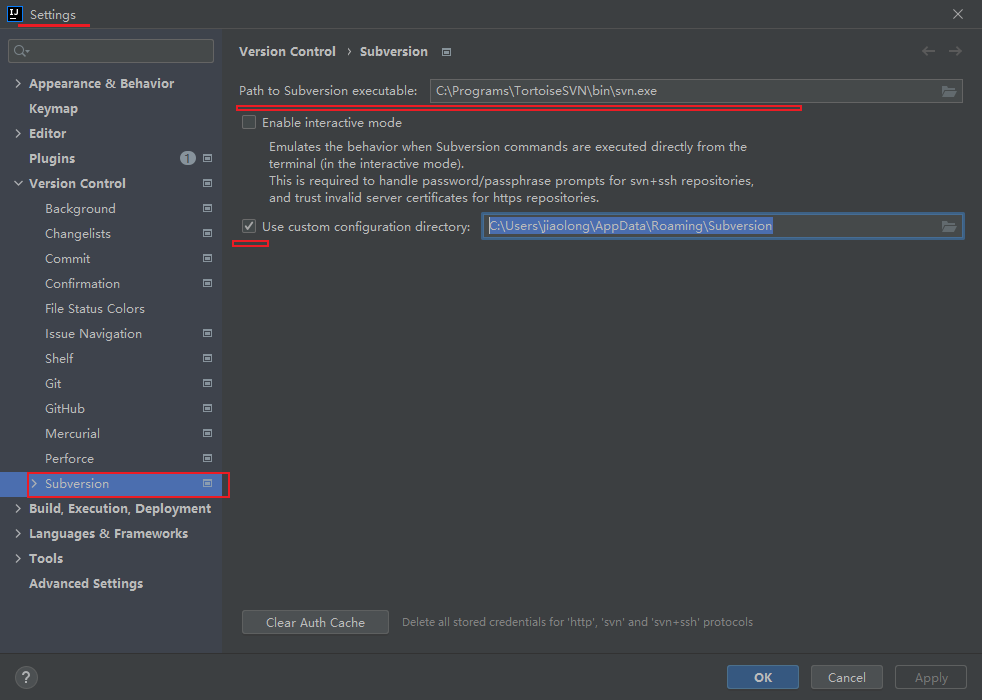 IJ
Settings
Appearance & Behavior
Keymap
Editor
Plugins
1
Version Control
Background
Changelists
Commit
Confirmation
File Status Colors
Issue Navigation
Shelf
Git
GitHub
Mercurial
Perforce
Subversion
Build, Execution, Deployment
Languages & Frameworks
Tools
Advanced Settings
Version Control › Subversion
Path to Subversion executable: C:\Programs\TortoiseSVN\bin\svn.exe
Enable interactive mode
Emulates the behavior when Subversion commands are executed directly from the
terminal (in the interactive mode).
This is required to handle password/passphrase prompts for svn+ssh repositories,
and trust invalid server certificates for https repositories.
Use custom configuration directory: C:\Users\jiaolong\AppData\Roaming\Subversion
Clear Auth Cache Delete all stored credentials for 'http', 'svn' and 'svn+ssh' protocols
? OK Cancel Apply